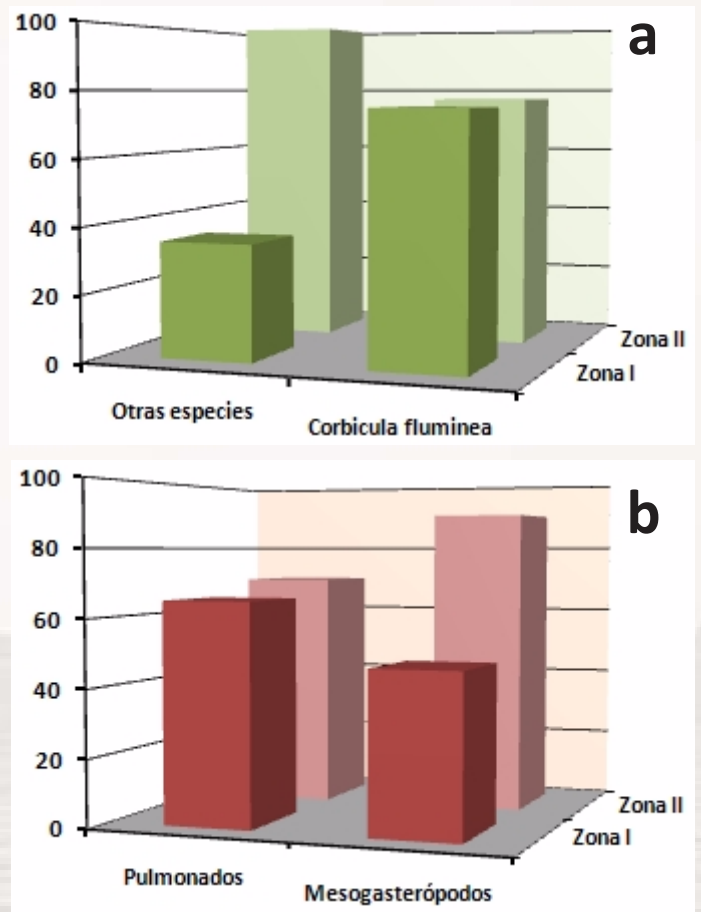 a
100
80
60
40
20
0
Zona II
Zona I
Otras especies
Corbicula fluminea
b
100
80
60
40
20
0
Zona II
Zona I
Pulmonados
Mesogasterópodos